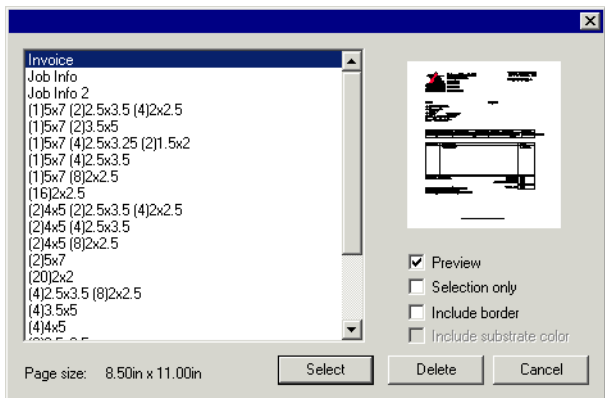 Invoice
Job Info
Job Info 2
(1)5x7 (2)2.5x3.5 (4)2x2.5
(1)5x7 (2)3.5x5
(1)5x7 (4)2.5x3.25 (2)1.5x2
(1)5x7 (4)2.5x3.5
(1)5x7 (8)2x2.5
(16)2x2.5
(2)4x5 (2)2.5x3.5 (4)2x2.5
(2)4x5 (4)2.5x3.5
(2)4x5 (8)2x2.5
(2)5x7
(20)2x2
(4)2.5x3.5 (8)2x2.5
(4)3.5x5
(4)4x5
Preview
Selection only
Include border
Include substrate color
Page size: 8.50in x 11.00in
Select
Delete
Cancel